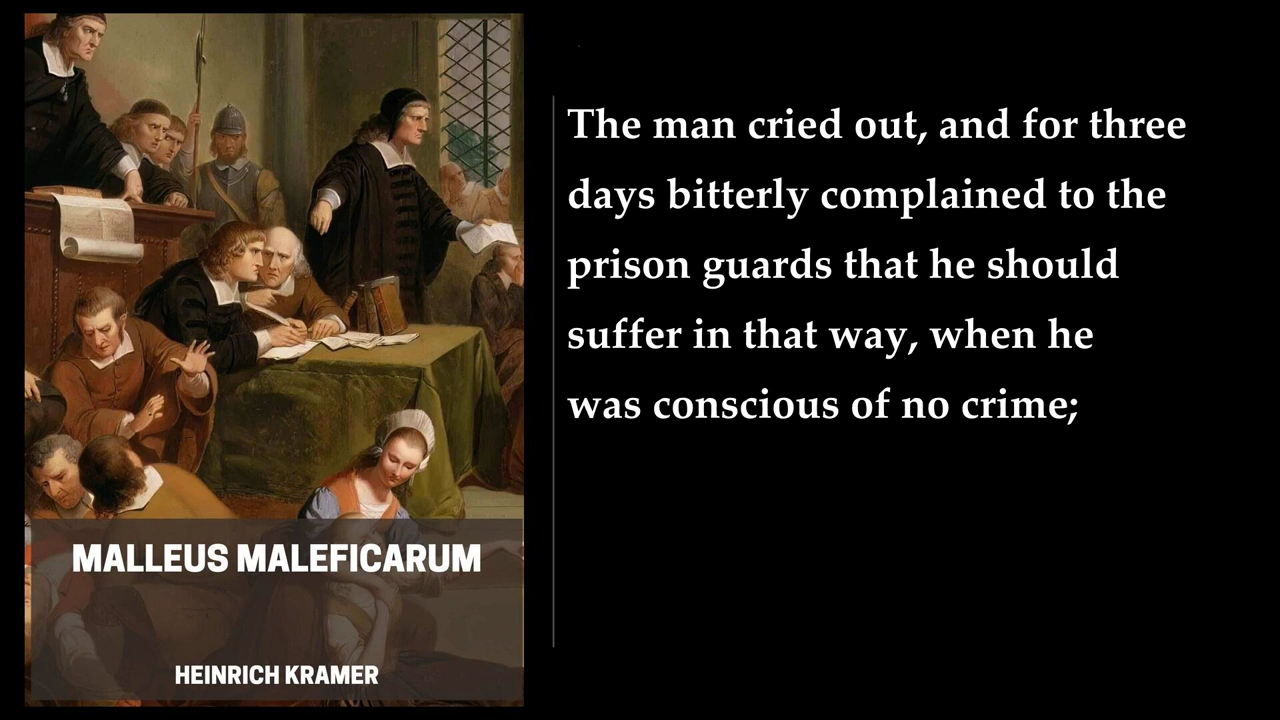 MALLEUS MALEFICARUM
HEINRICH KRAMER
The man cried out, and for three
days bitterly complained to the
prison guards that he should
suffer in that way, when he
was conscious of no crime;